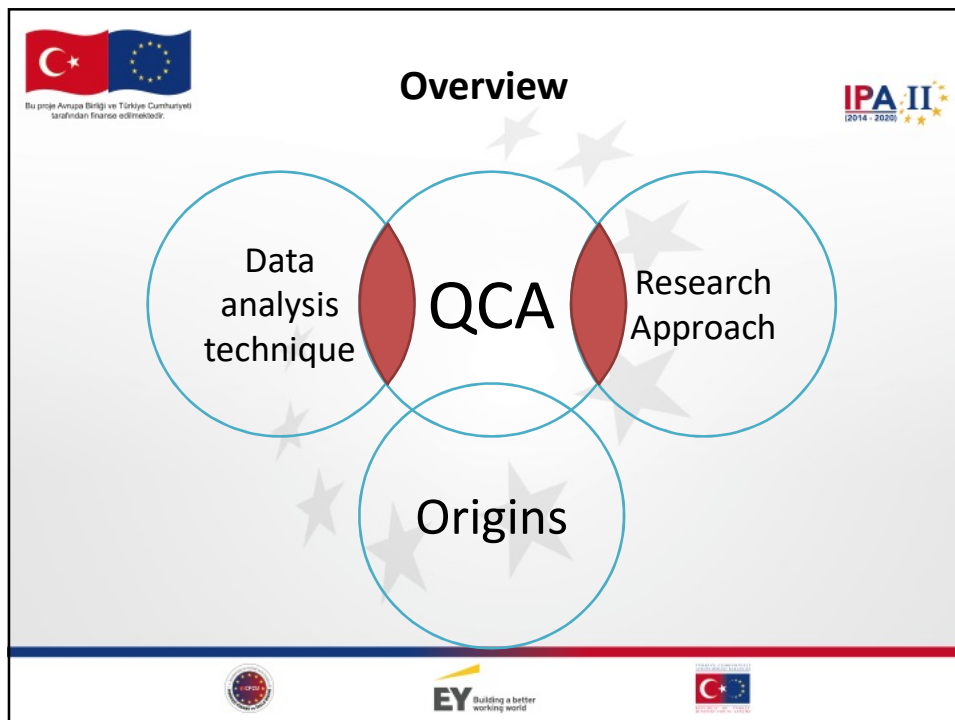 Overview
Bu proje Avrupa Birliği ve Türkiye Cumhuriyeti
tarafından finanse edilmektedir.
IPA II
(2014 - 2020)
Data
analysis
technique
QCA
Research
Approach
Origins
CFCU
EY
Building a better
working world